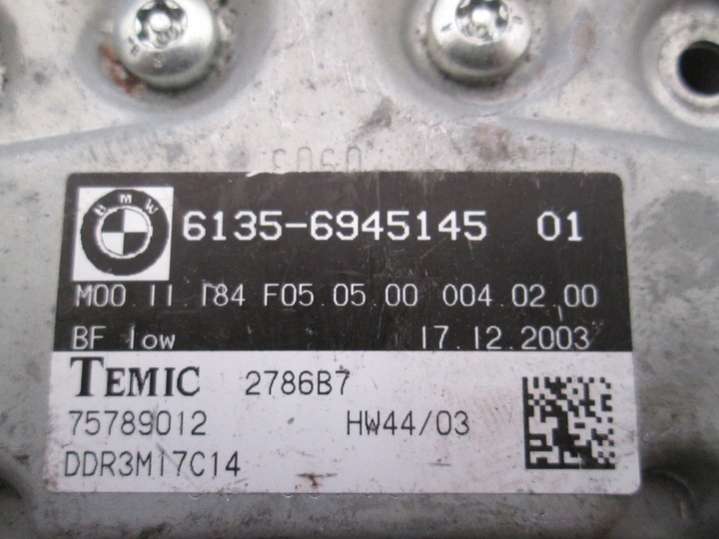 BMW
6135-6945145 01
M00.11.184 F05.05.00 004.02.00
BF low 17.12.2003
TEMIC 2786B7
75789012 HW44/03
DDR3M17C14